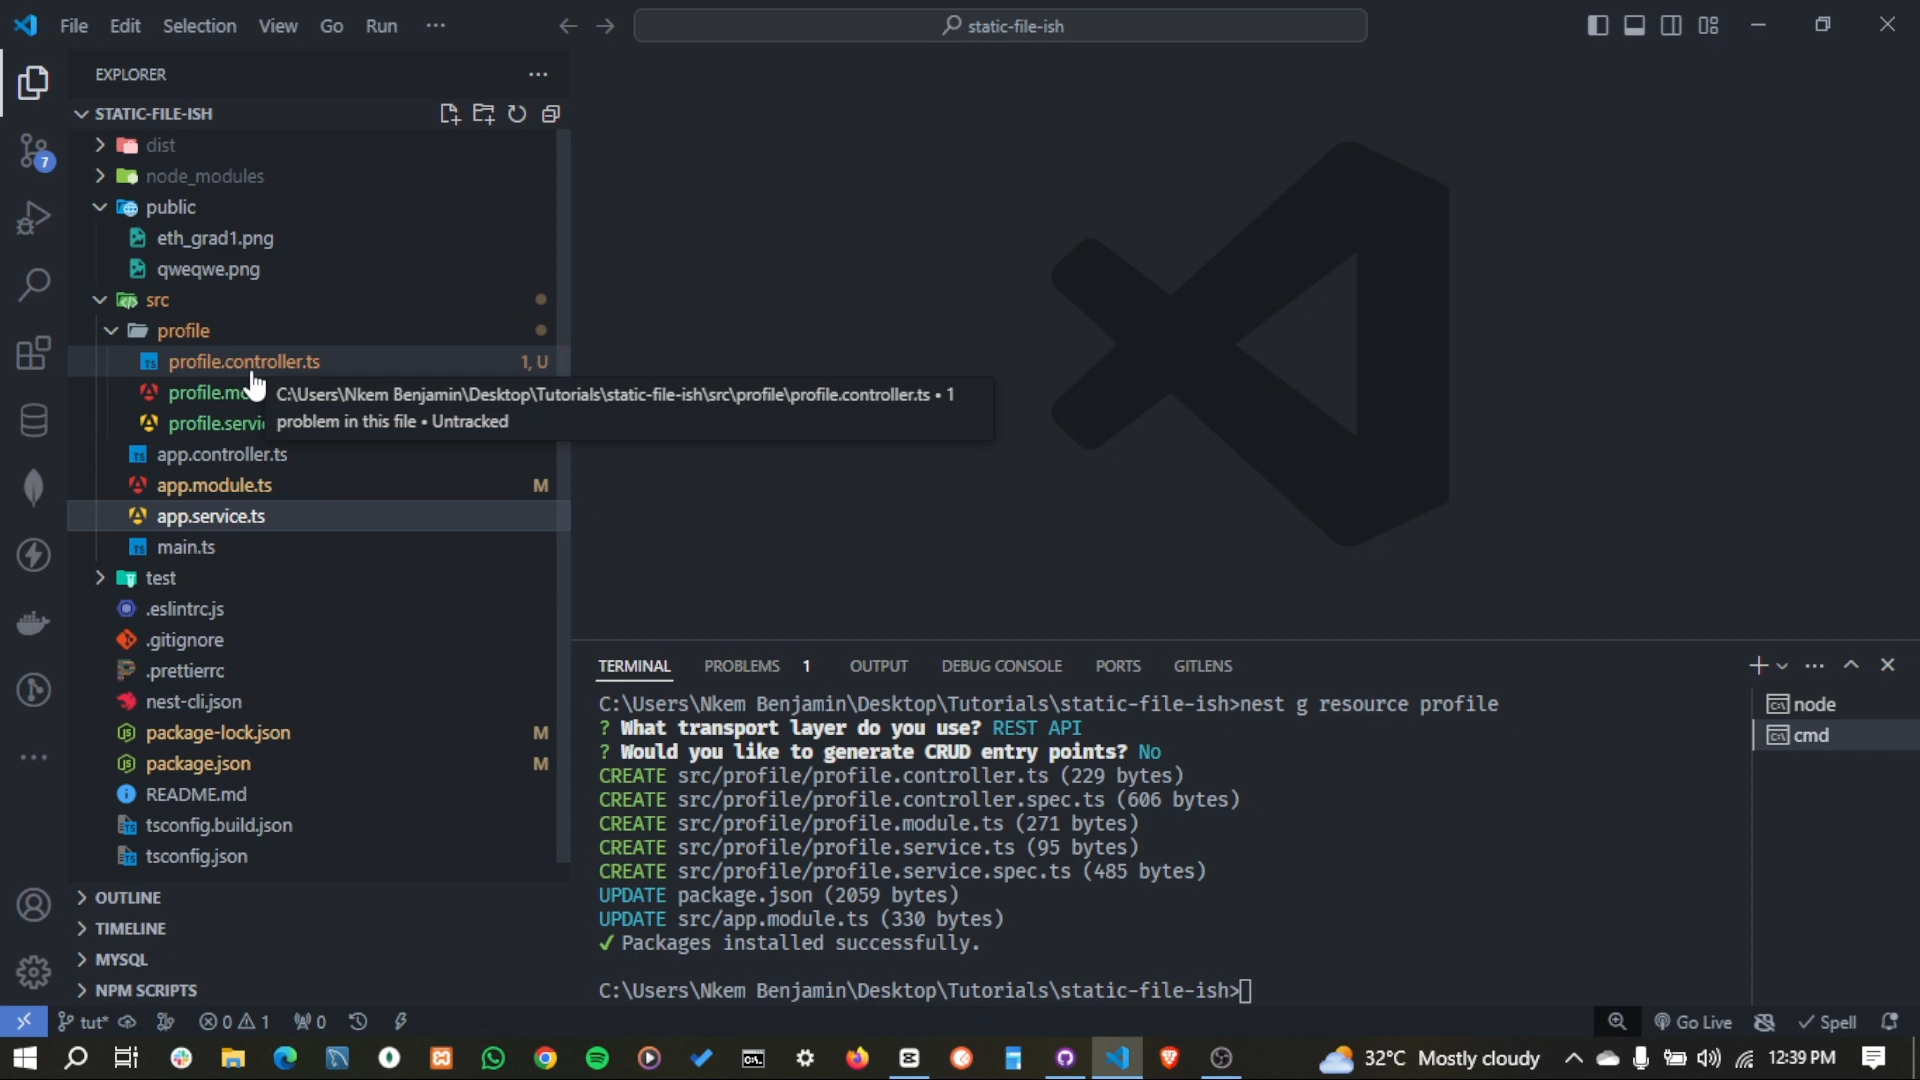 File Edit Selection View Go Run ···
static-file-ish
EXPLORER
STATIC-FILE-ISH
dist
node_modules
public
eth_grad1.png
qweqwe.png
src
profile
profile.controller.ts 1, U
profile.mo
C:\Users\Nkem Benjamin\Desktop\Tutorials\static-file-ish\src\profile\profile.controller.ts • 1
problem in this file • Untracked
profile.servi
app.controller.ts
app.module.ts M
app.service.ts
main.ts
test
.eslintrc.js
.gitignore
.prettierrc
nest-cli.json
package-lock.json M
package.json M
README.md
tsconfig.build.json
tsconfig.json
OUTLINE
TIMELINE
MYSQL
NPM SCRIPTS
7
TERMINAL PROBLEMS 1 OUTPUT DEBUG CONSOLE PORTS GITLENS
C:\Users\Nkem Benjamin\Desktop\Tutorials\static-file-ish>nest g resource profile
? What transport layer do you use? REST API
? Would you like to generate CRUD entry points? No
CREATE src/profile/profile.controller.ts (229 bytes)
CREATE src/profile/profile.controller.spec.ts (606 bytes)
CREATE src/profile/profile.module.ts (271 bytes)
CREATE src/profile/profile.service.ts (95 bytes)
CREATE src/profile/profile.service.spec.ts (485 bytes)
UPDATE package.json (2059 bytes)
UPDATE src/app.module.ts (330 bytes)
✓ Packages installed successfully.
C:\Users\Nkem Benjamin\Desktop\Tutorials\static-file-ish>
node
cmd
tut* 0 1 0 Go Live Spell
32°C Mostly cloudy 12:39 PM